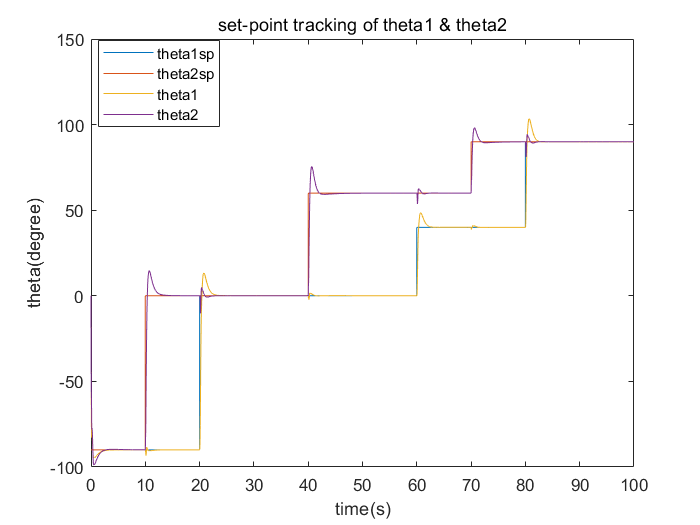 set-point tracking of theta1 & theta2
theta1sp
theta2sp
theta1
theta2
150
100
50
0
-50
-100
theta(degree)
0 10 20 30 40 50 60 70 80 90 100
time(s)